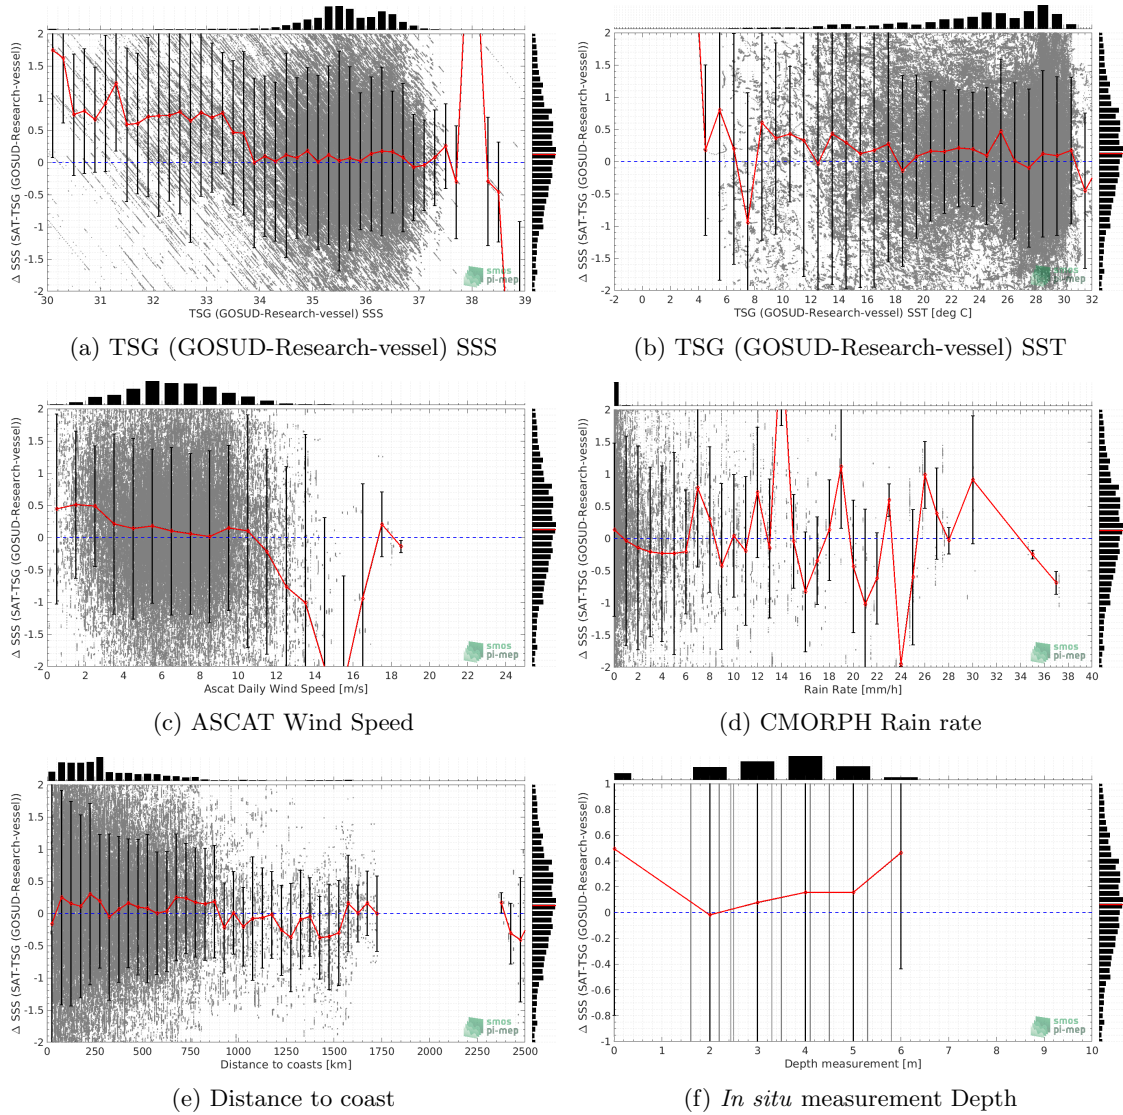 Δ SSS (SAT-TSG (GOSUD-Research-vessel))
2
1.5
1
0.5
0
-0.5
-1
-1.5
-2
30 31 32 33 34 35 36 37 38 39
TSG (GOSUD-Research-vessel) SSS
smos
pi-mep
(a) TSG (GOSUD-Research-vessel) SSS
Δ SSS (SAT-TSG (GOSUD-Research-vessel))
2
1.5
1
0.5
0
-0.5
-1
-1.5
-2
-2 0 2 4 6 8 10 12 14 16 18 20 22 24 26 28 30 32
TSG (GOSUD-Research-vessel) SST [deg C]
smos
pi-mep
(b) TSG (GOSUD-Research-vessel) SST
Δ SSS (SAT-TSG (GOSUD-Research-vessel))
2
1.5
1
0.5
0
-0.5
-1
-1.5
-2
0 2 4 6 8 10 12 14 16 18 20 22 24
Ascat Daily Wind Speed [m/s]
smos
pi-mep
(c) ASCAT Wind Speed
Δ SSS (SAT-TSG (GOSUD-Research-vessel))
2
1.5
1
0.5
0
-0.5
-1
-1.5
-2
0 2 4 6 8 10 12 14 16 18 20 22 24 26 28 30 32 34 36 38 40
Rain Rate [mm/h]
smos
pi-mep
(d) CMORPH Rain rate
Δ SSS (SAT-TSG (GOSUD-Research-vessel))
2
1.5
1
0.5
0
-0.5
-1
-1.5
-2
0 250 500 750 1000 1250 1500 1750 2000 2250 2500
Distance to coasts [km]
smos
pi-mep
(e) Distance to coast
Δ SSS (SAT-TSG (GOSUD-Research-vessel))
1
0.8
0.6
0.4
0.2
0
-0.2
-0.4
-0.6
-0.8
-1
0 1 2 3 4 5 6 7 8 9 10
Depth measurement [m]
smos
pi-mep
(f) In situ measurement Depth